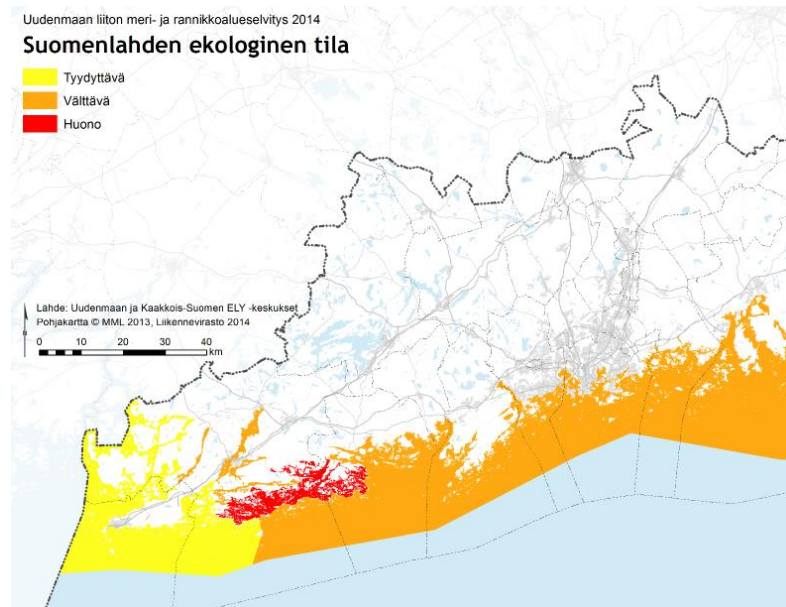 Uudenmaan liiton meri- ja rannikkoalueselvitys 2014
Suomenlahden ekologinen tila
Tyydyttävä
Välttävä
Huono
Lähde: Uudenmaan ja Kaakkois-Suomen ELY -keskukset
Pohjakartta © MML 2013, Liikennevirasto 2014
0 10 20 30 40
km